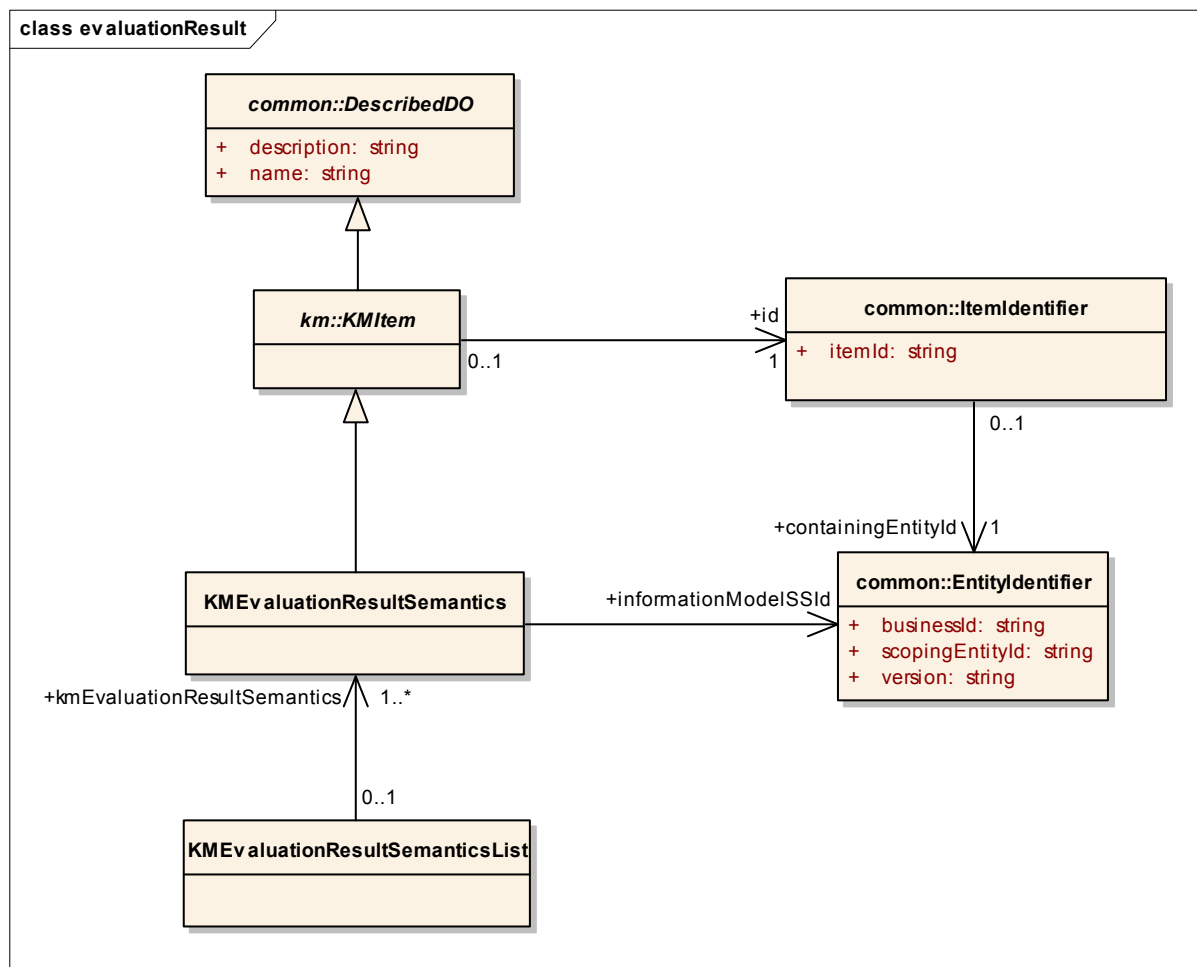 class evaluationResult
common::DescribedDO
+ description: string
+ name: string
km::KMItem
+id
0..1
1
common::ItemIdentifier
+ itemId: string
0..1
+containingEntityId
1
KMEvaluationResultSemantics
+informationModelSSId
common::EntityIdentifier
+ businessId: string
+ scopingEntityId: string
+ version: string
+kmEvaluationResultSemantics
1..*
0..1
KMEvaluationResultSemanticsList